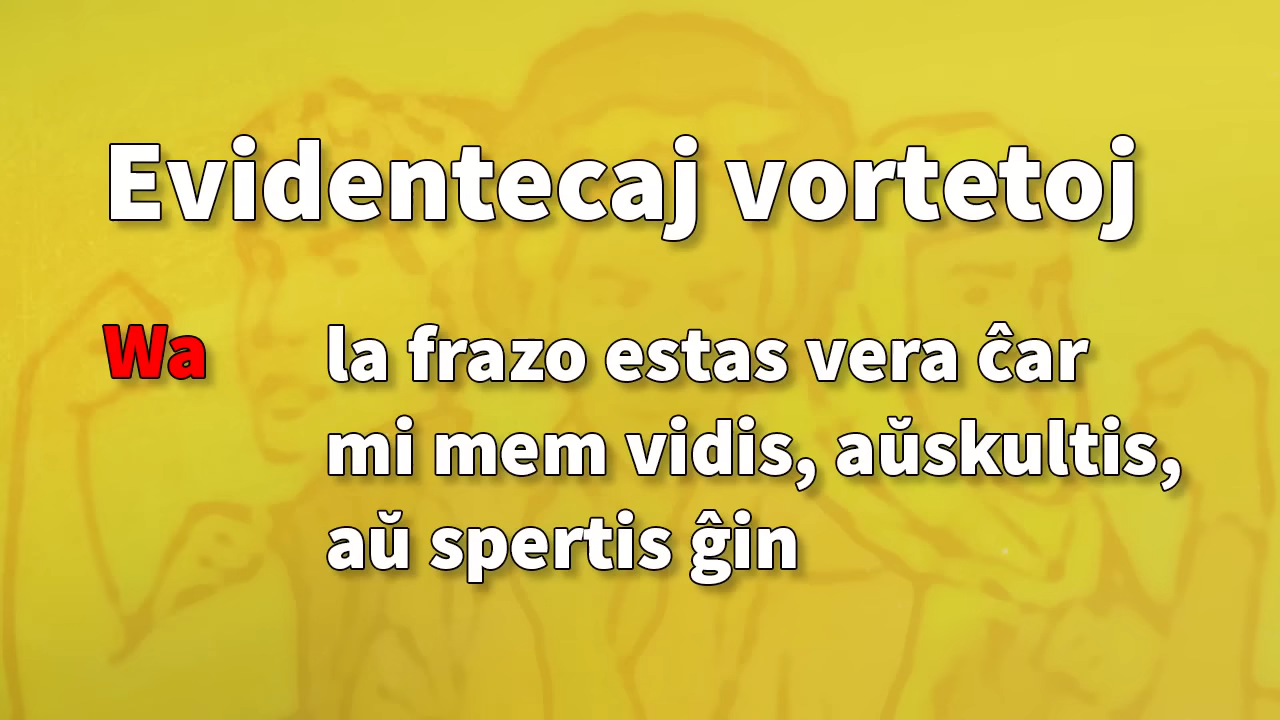 Evidentecaj vortetoj
Wa la frazo estas vera ĉar
mi mem vidis, aŭskultis,
aŭ spertis ĝin